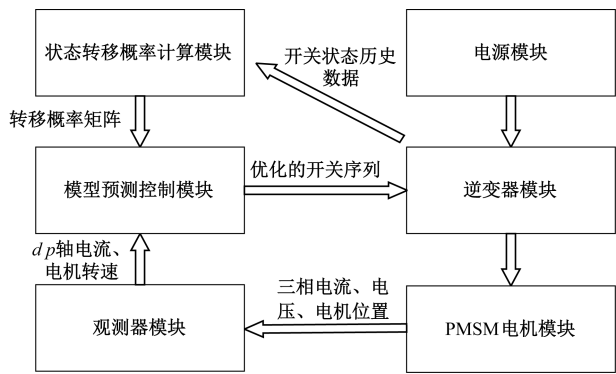 状态转移概率计算模块
开关状态历史
数据
电源模块
转移概率矩阵
模型预测控制模块
优化的开关序列
逆变器模块
dp轴电流、
电机转速
三相电流、电
压、电机位置
观测器模块
PMSM电机模块